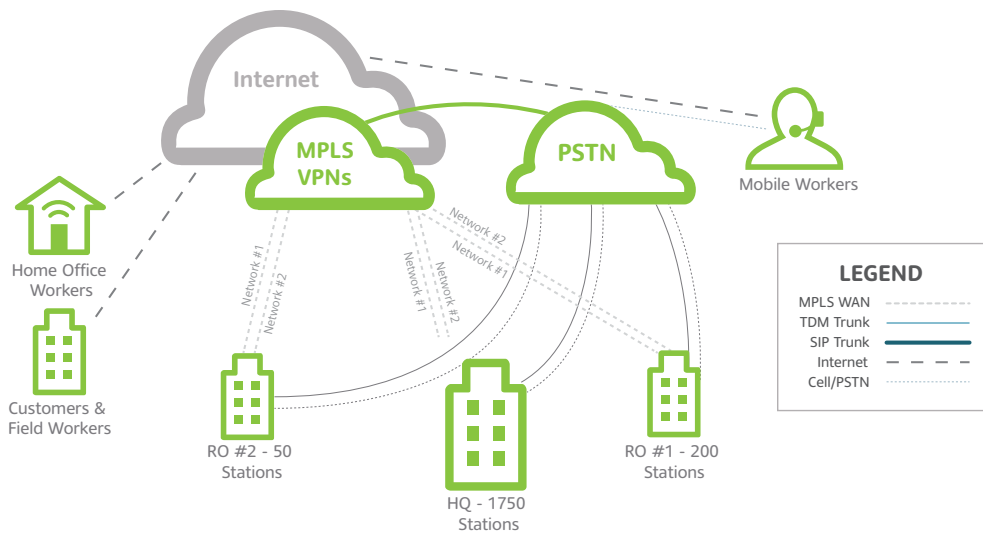 Internet
MPLS
VPNs
PSTN
Mobile Workers
Home Office
Workers
Customers &
Field Workers
Network #1
Network #2
Network #1
Network #2
Network #2
Network #1
RO #2 - 50
Stations
HQ - 1750
Stations
RO #1 - 200
Stations
LEGEND
MPLS WAN
TDM Trunk
SIP Trunk
Internet
Cell/PSTN